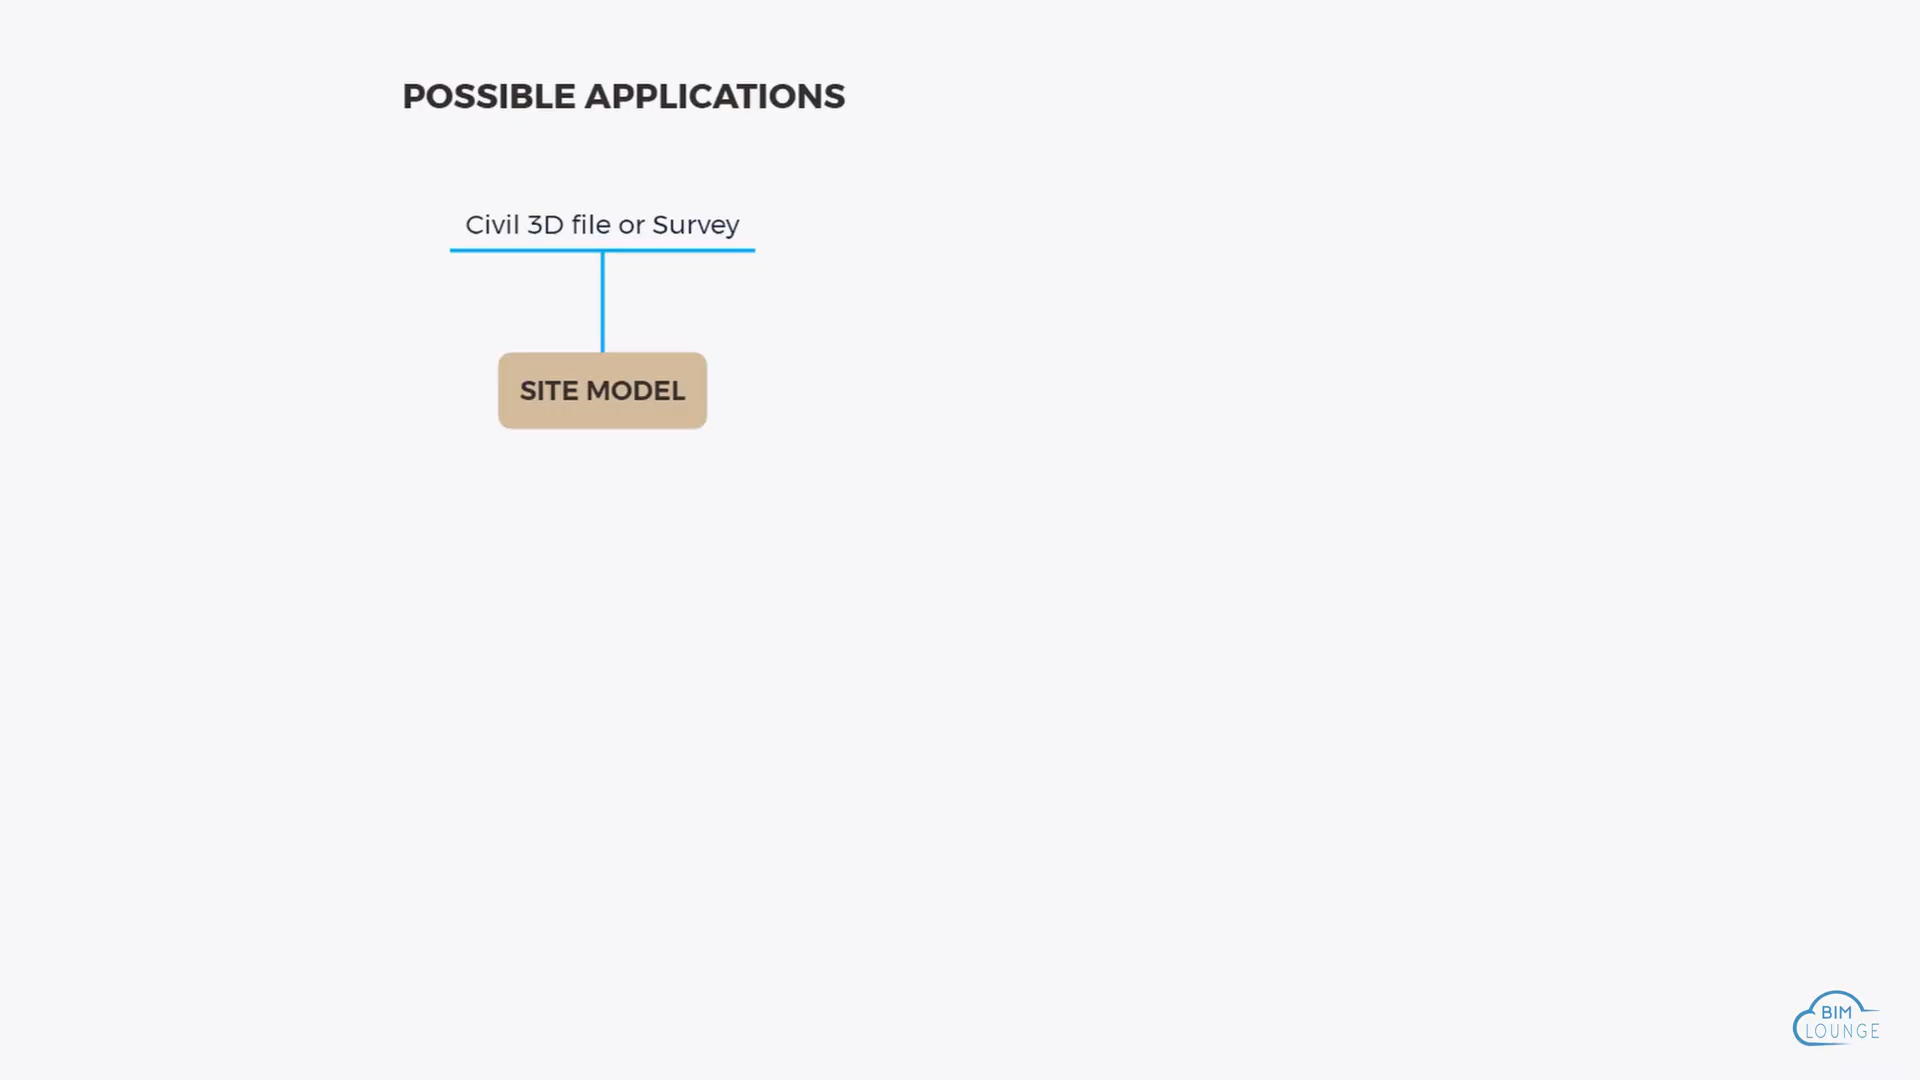 POSSIBLE APPLICATIONS
Civil 3D file or Survey
SITE MODEL
BIM
LOUNGE